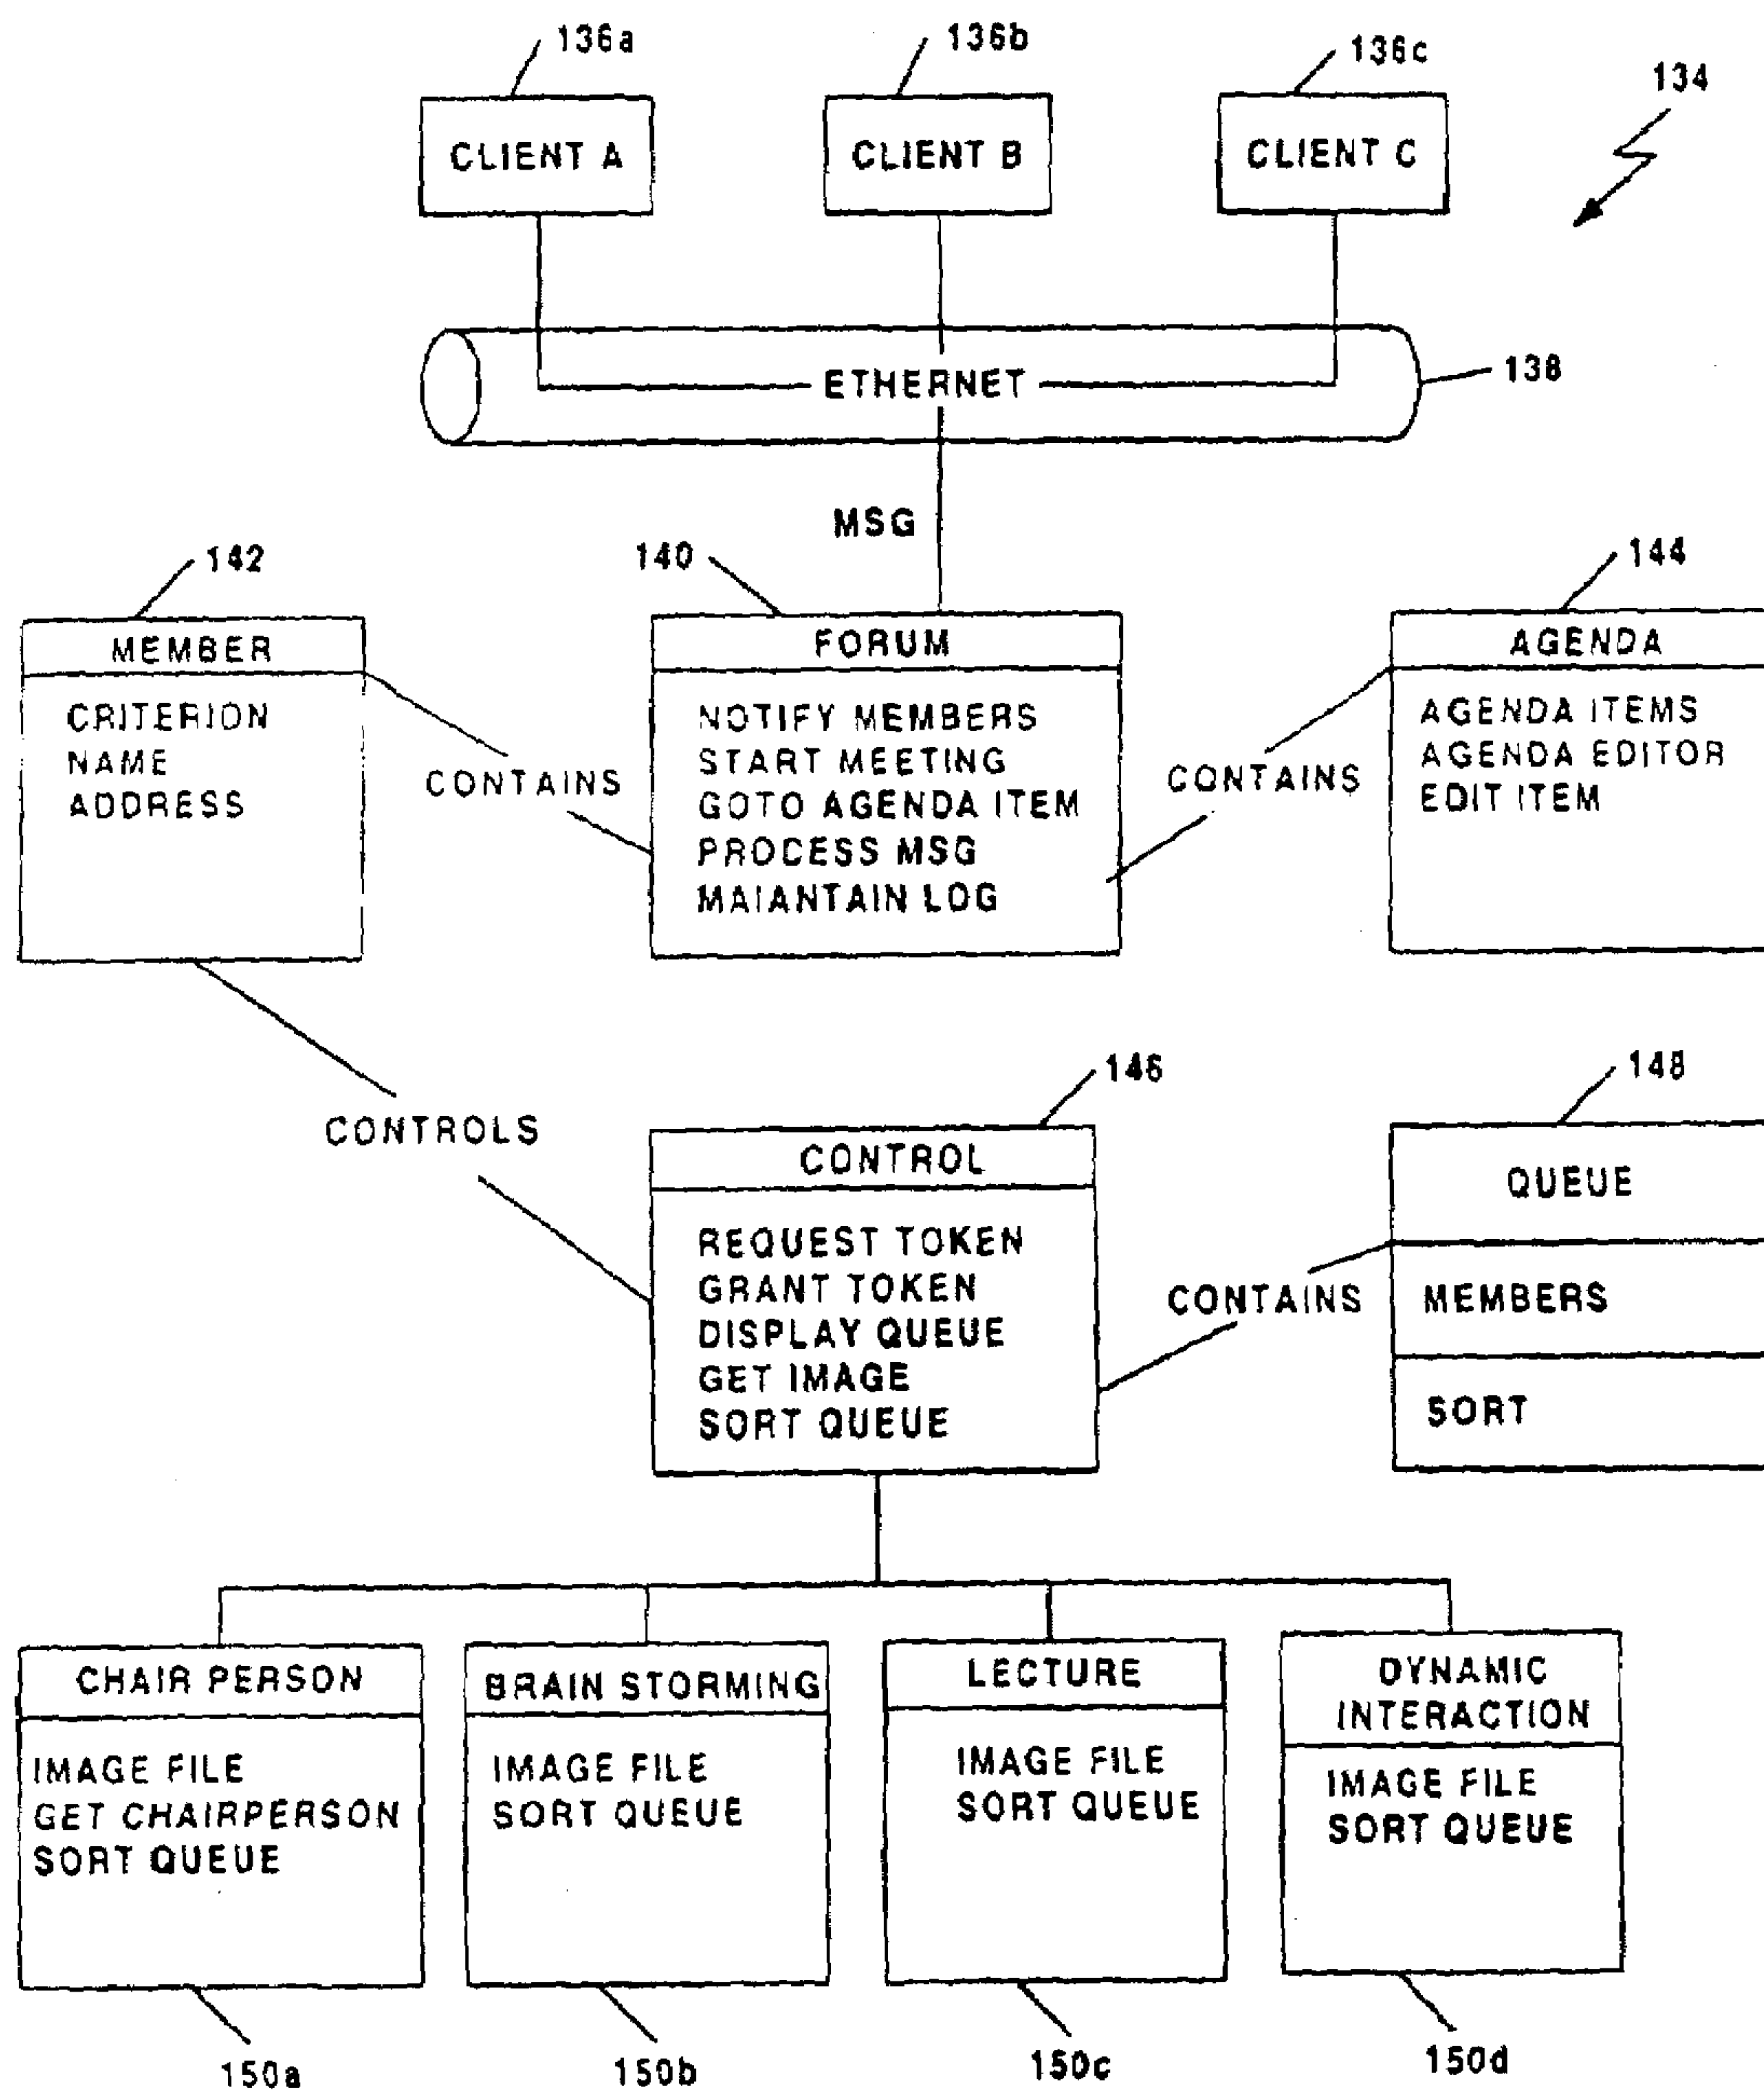 136a
136b
136c
134
CLIENT A
CLIENT B
CLIENT C
ETHERNET
138
MSG
142
140
144
MEMBER
CRITERION
NAME
ADDRESS
CONTAINS
FORUM
NOTIFY MEMBERS
START MEETING
GOTO AGENDA ITEM
PROCESS MSG
MAIANTAIN LOG
CONTAINS
AGENDA
AGENDA ITEMS
AGENDA EDITOR
EDIT ITEM
CONTROLS
146
148
CONTROL
REQUEST TOKEN
GRANT TOKEN
DISPLAY QUEUE
GET IMAGE
SORT QUEUE
CONTAINS
QUEUE
MEMBERS
SORT
CHAIR PERSON
IMAGE FILE
GET CHAIRPERSON
SORT QUEUE
BRAIN STORMING
IMAGE FILE
SORT QUEUE
LECTURE
IMAGE FILE
SORT QUEUE
DYNAMIC
INTERACTION
IMAGE FILE
SORT QUEUE
150a
150b
150c
150d